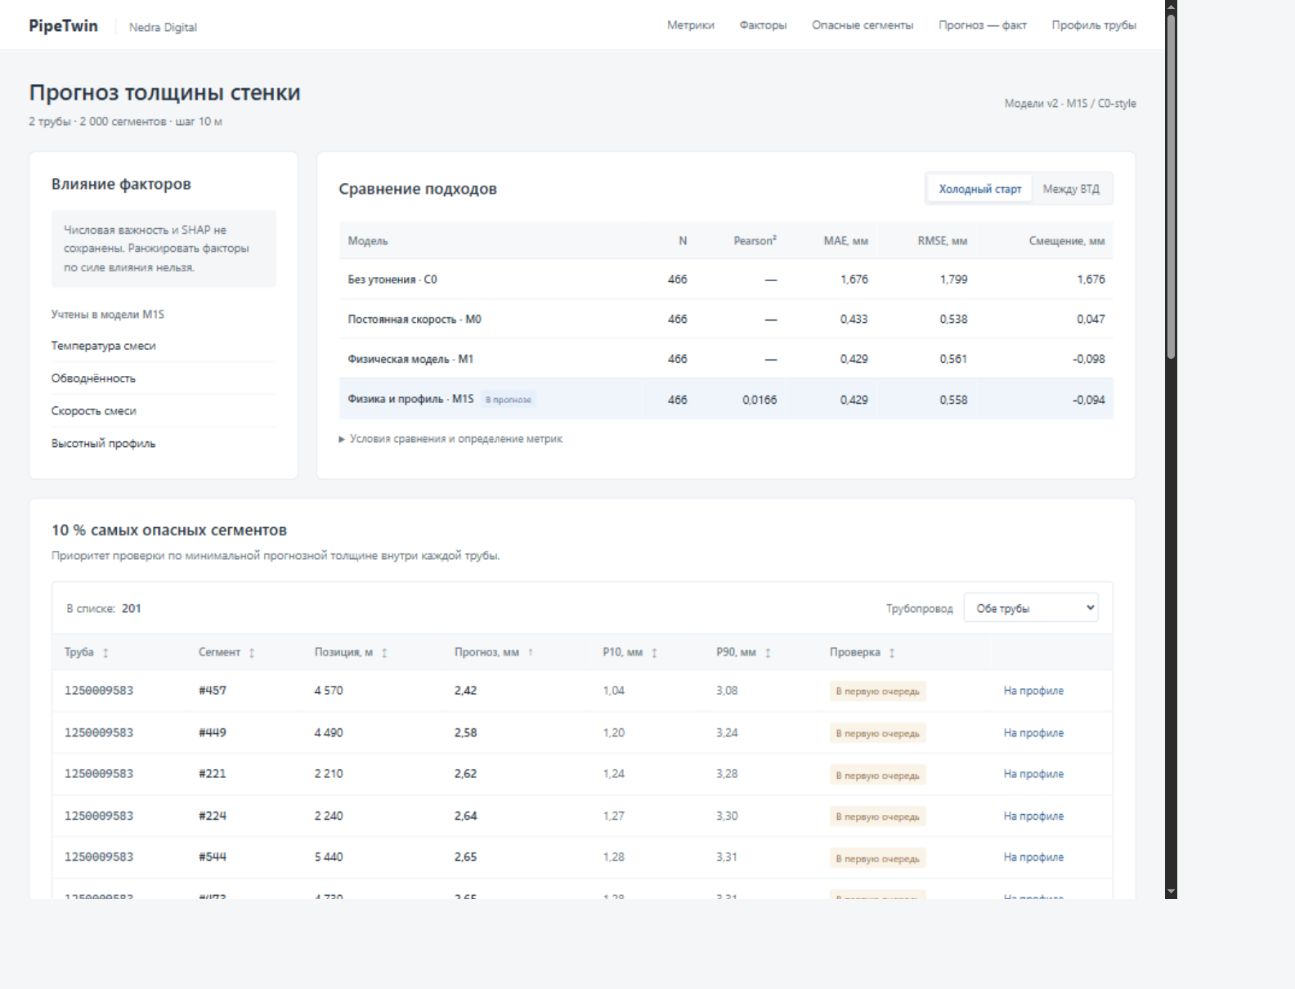 PipeTwin Nedra Digital Метрики Факторы Опасные сегменты Прогноз — факт Профиль трубы
Прогноз толщины стенки
2 трубы · 2 000 сегментов · шаг 10 м
Модели v2 · M1S / C0-style
Влияние факторов
Числовая важность и SHAP не
сохранены. Ранжировать факторы
по силе влияния нельзя.
Учтены в модели M1S
Температура смеси
Обводнённость
Скорость смеси
Высотный профиль
Сравнение подходов Холодный старт Между ВТД
Модель N Pearson² MAE, мм RMSE, мм Смещение, мм
Без утонения · C0 466 — 1,676 1,799 1,676
Постоянная скорость · M0 466 — 0,433 0,538 0,047
Физическая модель · M1 466 — 0,429 0,561 -0,098
Физика и профиль · M1S В прогнозе 466 0,0166 0,429 0,558 -0,094
▶ Условия сравнения и определение метрик
10 % самых опасных сегментов
Приоритет проверки по минимальной прогнозной толщине внутри каждой трубы.
В списке: 201 Трубопровод Обе трубы
Труба ↕ Сегмент ↕ Позиция, м ↕ Прогноз, мм ↑ P10, мм ↕ P90, мм ↕ Проверка ↕
1250009583 #457 4 570 2,42 1,04 3,08 В первую очередь На профиле
1250009583 #449 4 490 2,58 1,20 3,24 В первую очередь На профиле
1250009583 #221 2 210 2,62 1,24 3,28 В первую очередь На профиле
1250009583 #224 2 240 2,64 1,27 3,30 В первую очередь На профиле
1250009583 #544 5 440 2,65 1,28 3,31 В первую очередь На профиле